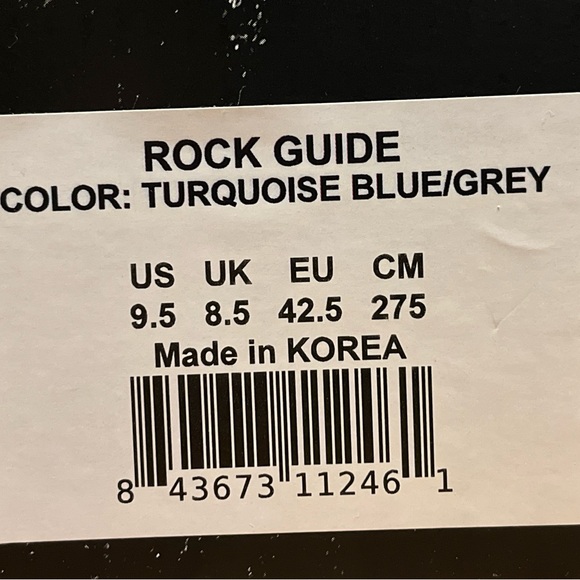 ROCK GUIDE
COLOR: TURQUOISE BLUE/GREY
US UK EU CM
9.5 8.5 42.5 275
Made in KOREA
8 43673 11246 1